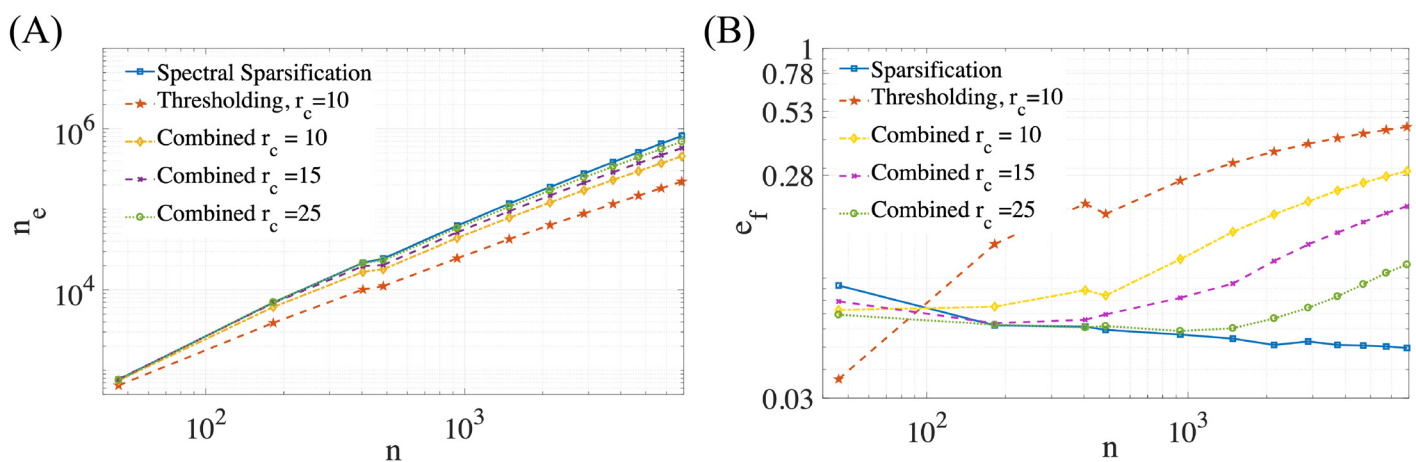 (A)
Spectral Sparsification
Thresholding, r_c=10
Combined r_c = 10
Combined r_c =15
Combined r_c =25
10^6
10^4
n_e
10^2
10^3
n
(B)
Sparsification
Thresholding, r_c=10
Combined r_c = 10
Combined r_c =15
Combined r_c =25
1
0.78
0.53
0.28
0.03
e_f
10^2
10^3
n